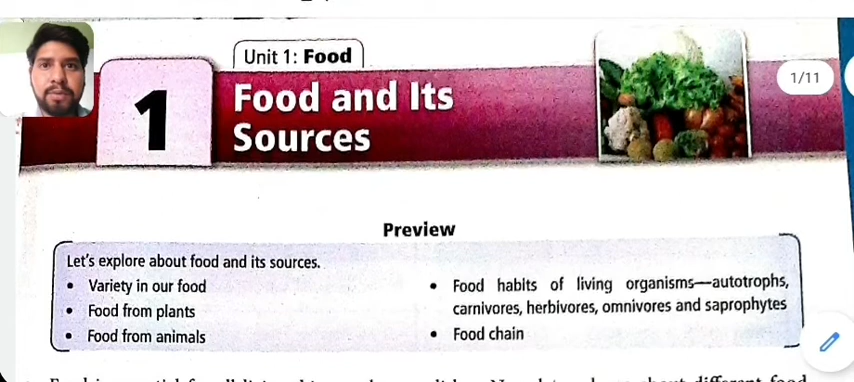 Unit 1: Food
1
Food and Its
Sources
1/11
Preview
Let's explore about food and its sources.
• Variety in our food
• Food from plants
• Food from animals
• Food habits of living organisms—autotrophs,
carnivores, herbivores, omnivores and saprophytes
• Food chain